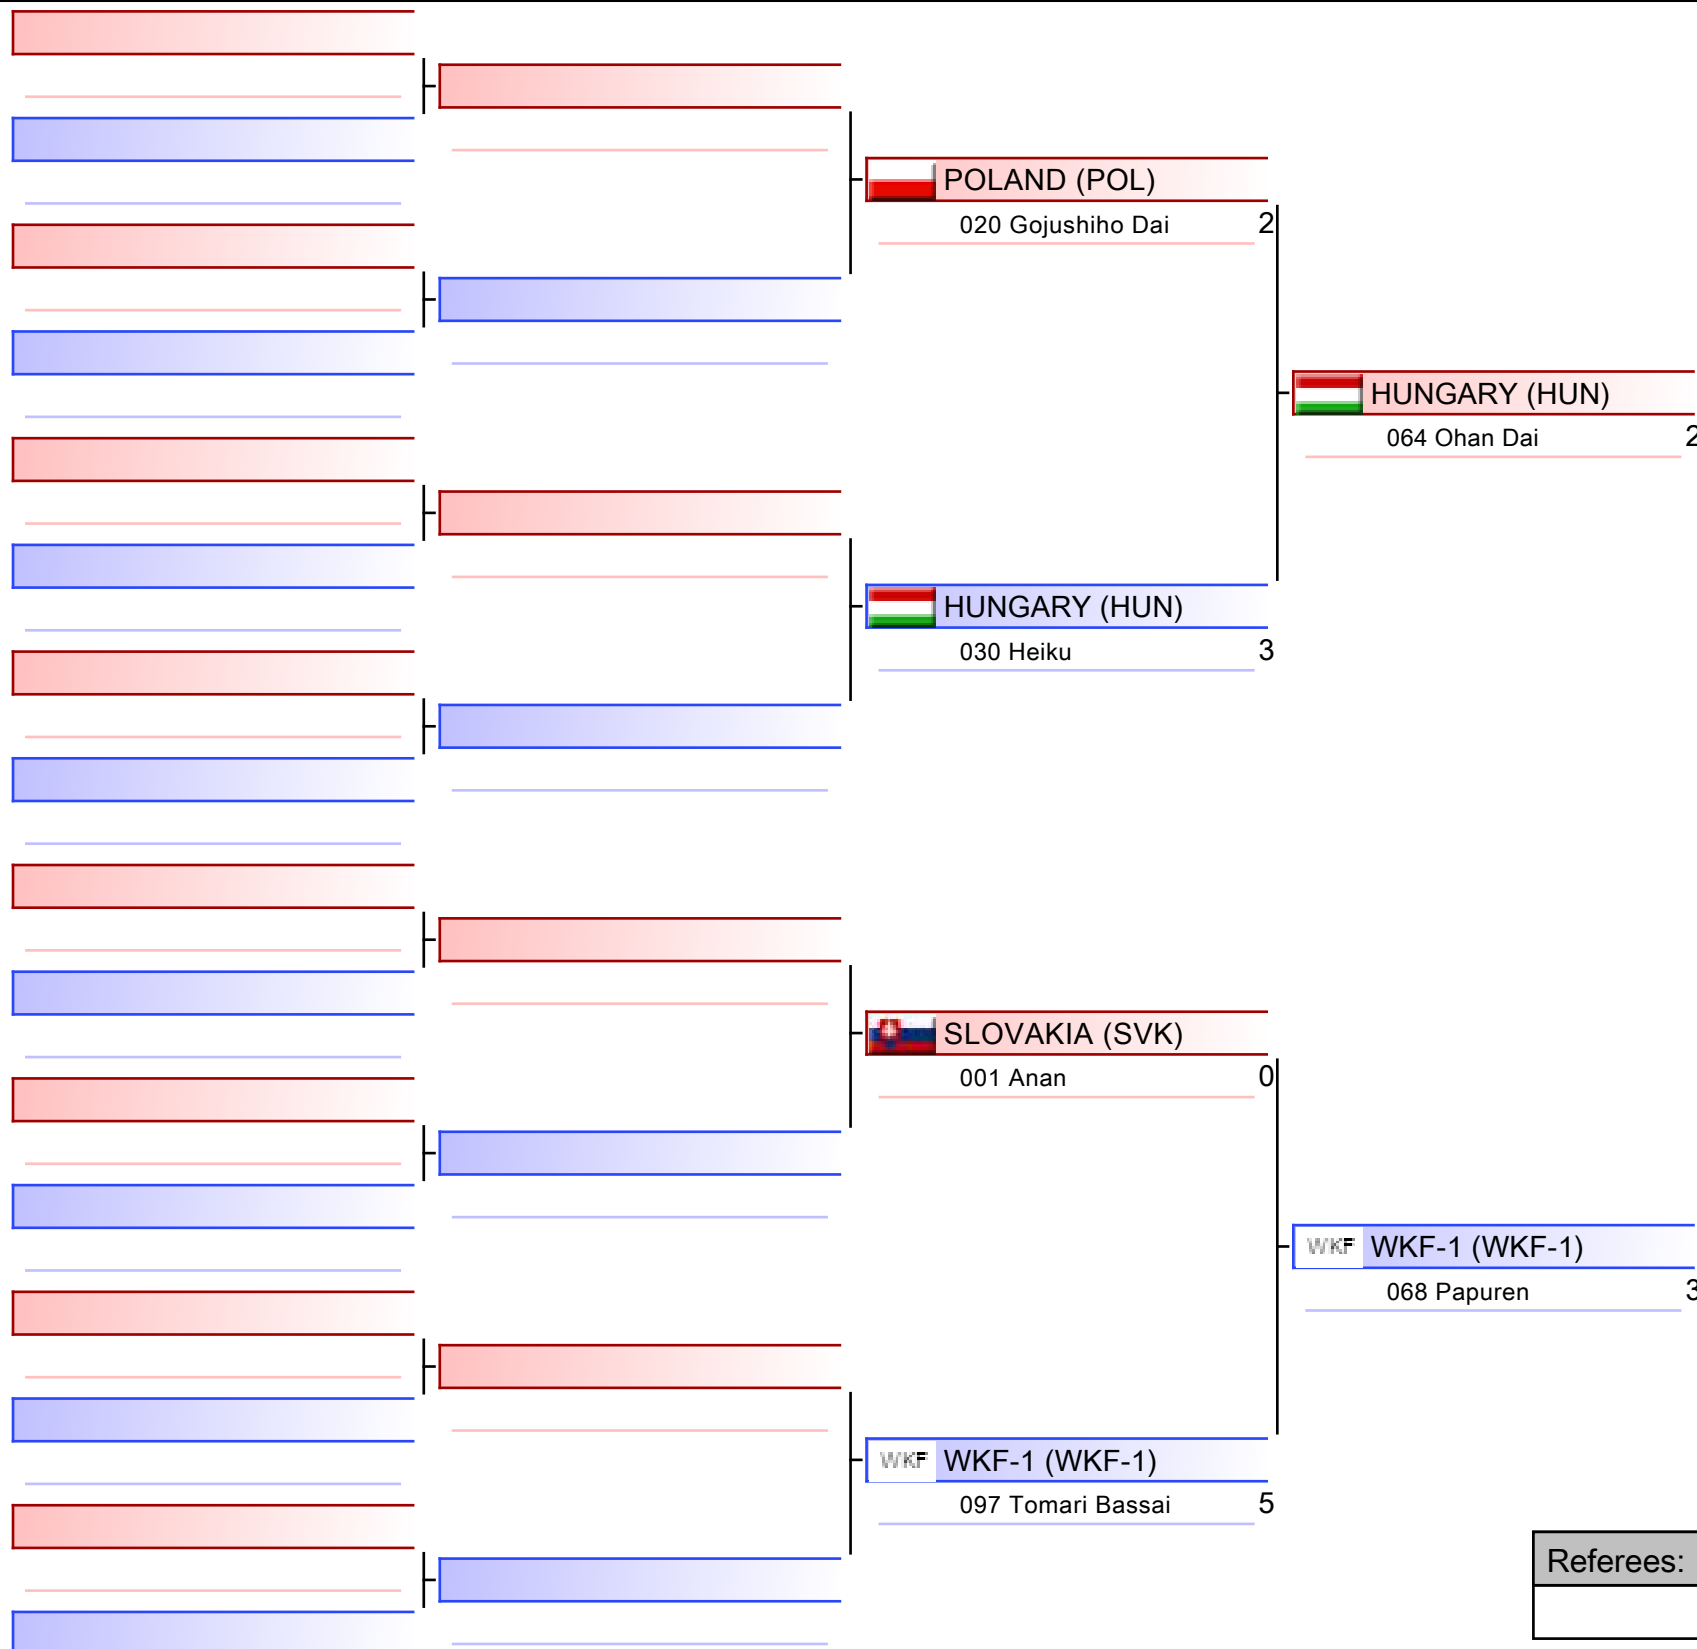 POLAND (POL)
020 Gojushiho Dai 2
HUNGARY (HUN)
064 Ohan Dai 2
HUNGARY (HUN)
030 Heiku 3
SLOVAKIA (SVK)
001 Anan 0
WKF WKF-1 (WKF-1)
068 Papuren 3
WKF WKF-1 (WKF-1)
097 Tomari Bassai 5
Referees: